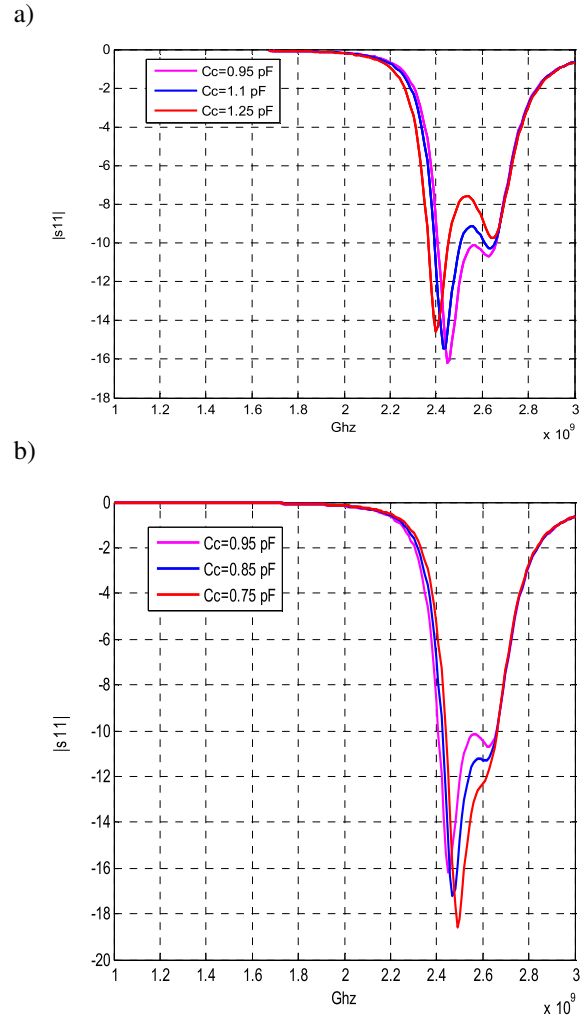 a)
0
-2
-4
-6
-8
-10
-12
-14
-16
-18
|s11|
Cc=0.95 pF
Cc=1.1 pF
Cc=1.25 pF
1 1.2 1.4 1.6 1.8 2 2.2 2.4 2.6 2.8 3
Ghz
x 10^9
b)
0
-2
-4
-6
-8
-10
-12
-14
-16
-18
-20
|s11|
Cc=0.95 pF
Cc=0.85 pF
Cc=0.75 pF
1 1.2 1.4 1.6 1.8 2 2.2 2.4 2.6 2.8 3
Ghz
x 10^9